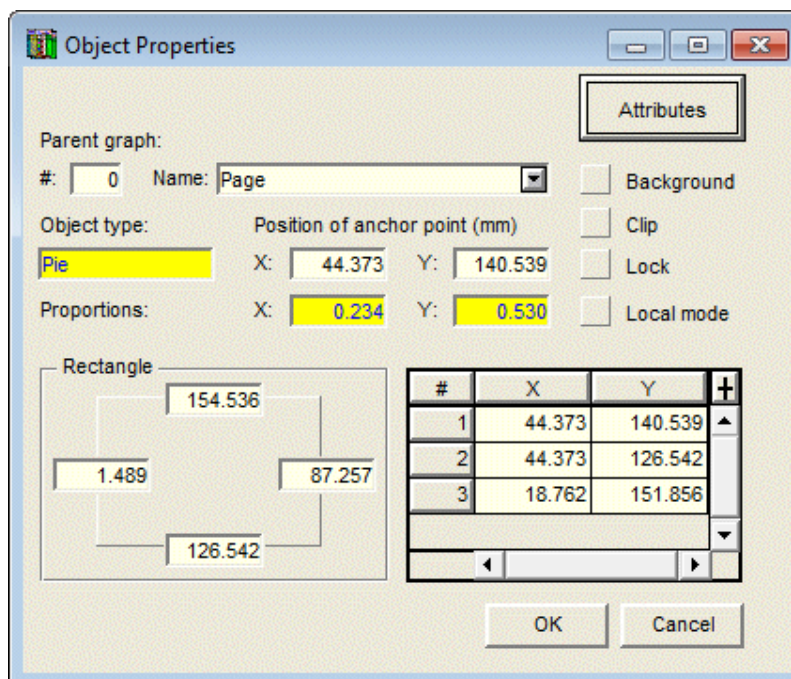 Object Properties
Attributes
Parent graph:
#: 0 Name: Page
Background
Object type: Position of anchor point (mm)
Clip
Pie X: 44.373 Y: 140.539
Lock
Proportions: X: 0.234 Y: 0.530
Local mode
Rectangle
154.536
1.489 87.257
126.542
# X Y +
1 44.373 140.539
2 44.373 126.542
3 18.762 151.856
OK Cancel